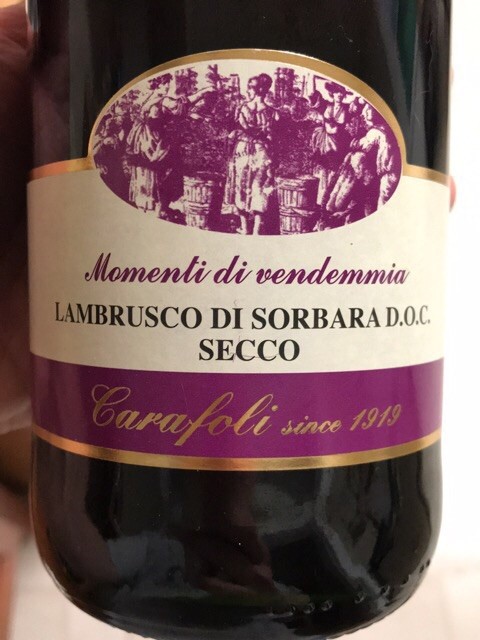 Momenti di vendemmia
LAMBRUSCO DI SORBARA D.O.C.
SECCO
Carafoli since 1919